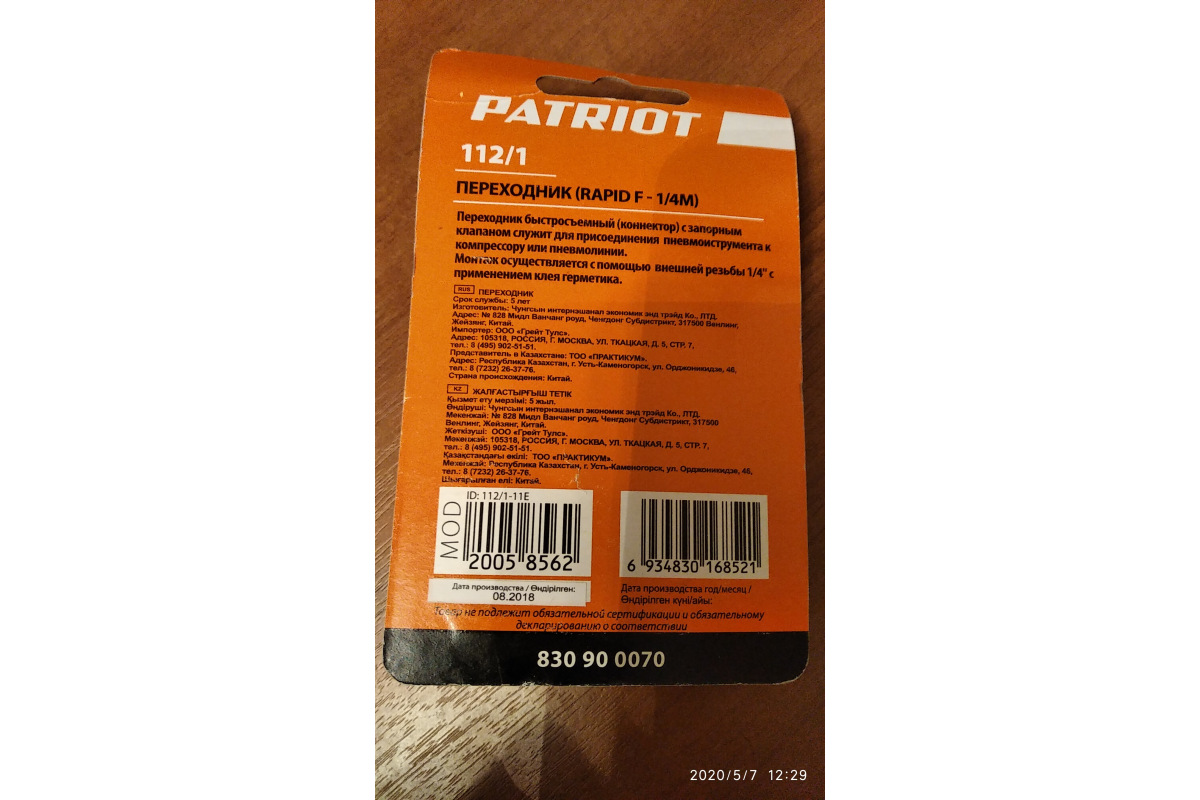 PATRIOT
112/1
ПЕРЕХОДНИК (RAPID F - 1/4M)
Переходник быстросъемный (коннектор) с запорным
клапаном служит для присоединения пневмоиструмента к
компрессору или пневмолинии.
Монтаж осуществляется с помощью внешней резьбы 1/4" с
применением клея герметика.
RUS ПЕРЕХОДНИК
Срок службы: 5 лет
Изготовитель: Чунгсын интернэшанал экономик энд трэйд Ко., ЛТД.
Адрес: № 828 Мидл Ванчанг роуд, Ченгдонг Субдистрикт, 317500 Венлинг,
Жейзянг, Китай.
Импортер: ООО «Грейт Тулс».
Адрес: 105318, РОССИЯ, Г. МОСКВА, УЛ. ТКАЦКАЯ, Д. 5, СТР. 7,
тел.: 8 (495) 902-51-51.
Представитель в Казахстане: ТОО «ПРАКТИКУМ».
Адрес: Республика Казахстан, г. Усть-Каменогорск, ул. Орджоникидзе, 46,
тел.: 8 (7232) 26-37-76.
Страна происхождения: Китай.
KZ ЖАЛҒАСТЫРҒЫШ ТЕТІК
Қызмет ету мерзімі: 5 жыл.
Өндіруші: Чунгсын интернэшанал экономик энд трэйд Ко., ЛТД.
Мекенжай: № 828 Мидл Ванчанг роуд, Ченгдонг Субдистрикт, 317500
Венлинг, Жейзянг, Китай.
Жеткізуші: ООО «Грейт Тулс».
Мекенжай: 105318, РОССИЯ, Г. МОСКВА, УЛ. ТКАЦКАЯ, Д. 5, СТР. 7,
тел.: 8 (495) 902-51-51.
Қазақстандағы өкілі: ТОО «ПРАКТИКУМ».
Мекенжай: Республика Казахстан, г. Усть-Каменогорск, ул. Орджоникидзе, 46,
тел.: 8 (7232) 26-37-76.
Шығарылған елі: Китай.
MOD
ID: 112/1-11E
2005 8562
6 934830 168521
Дата производства / Өндірілген:
08.2018
Дата производства год/месяц /
Өндірілген күні/айы:
Товар не подлежит обязательной сертификации и обязательному
декларированию о соответствии
830 90 0070
2020/5/7 12:29